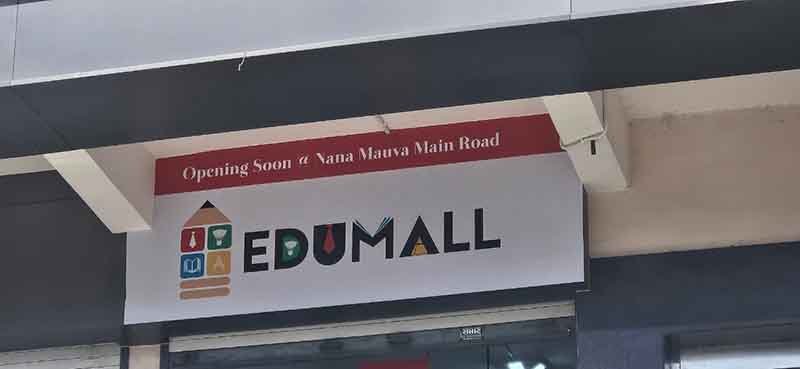 Opening Soon @ Nana Mauva Main Road
EDUMALL